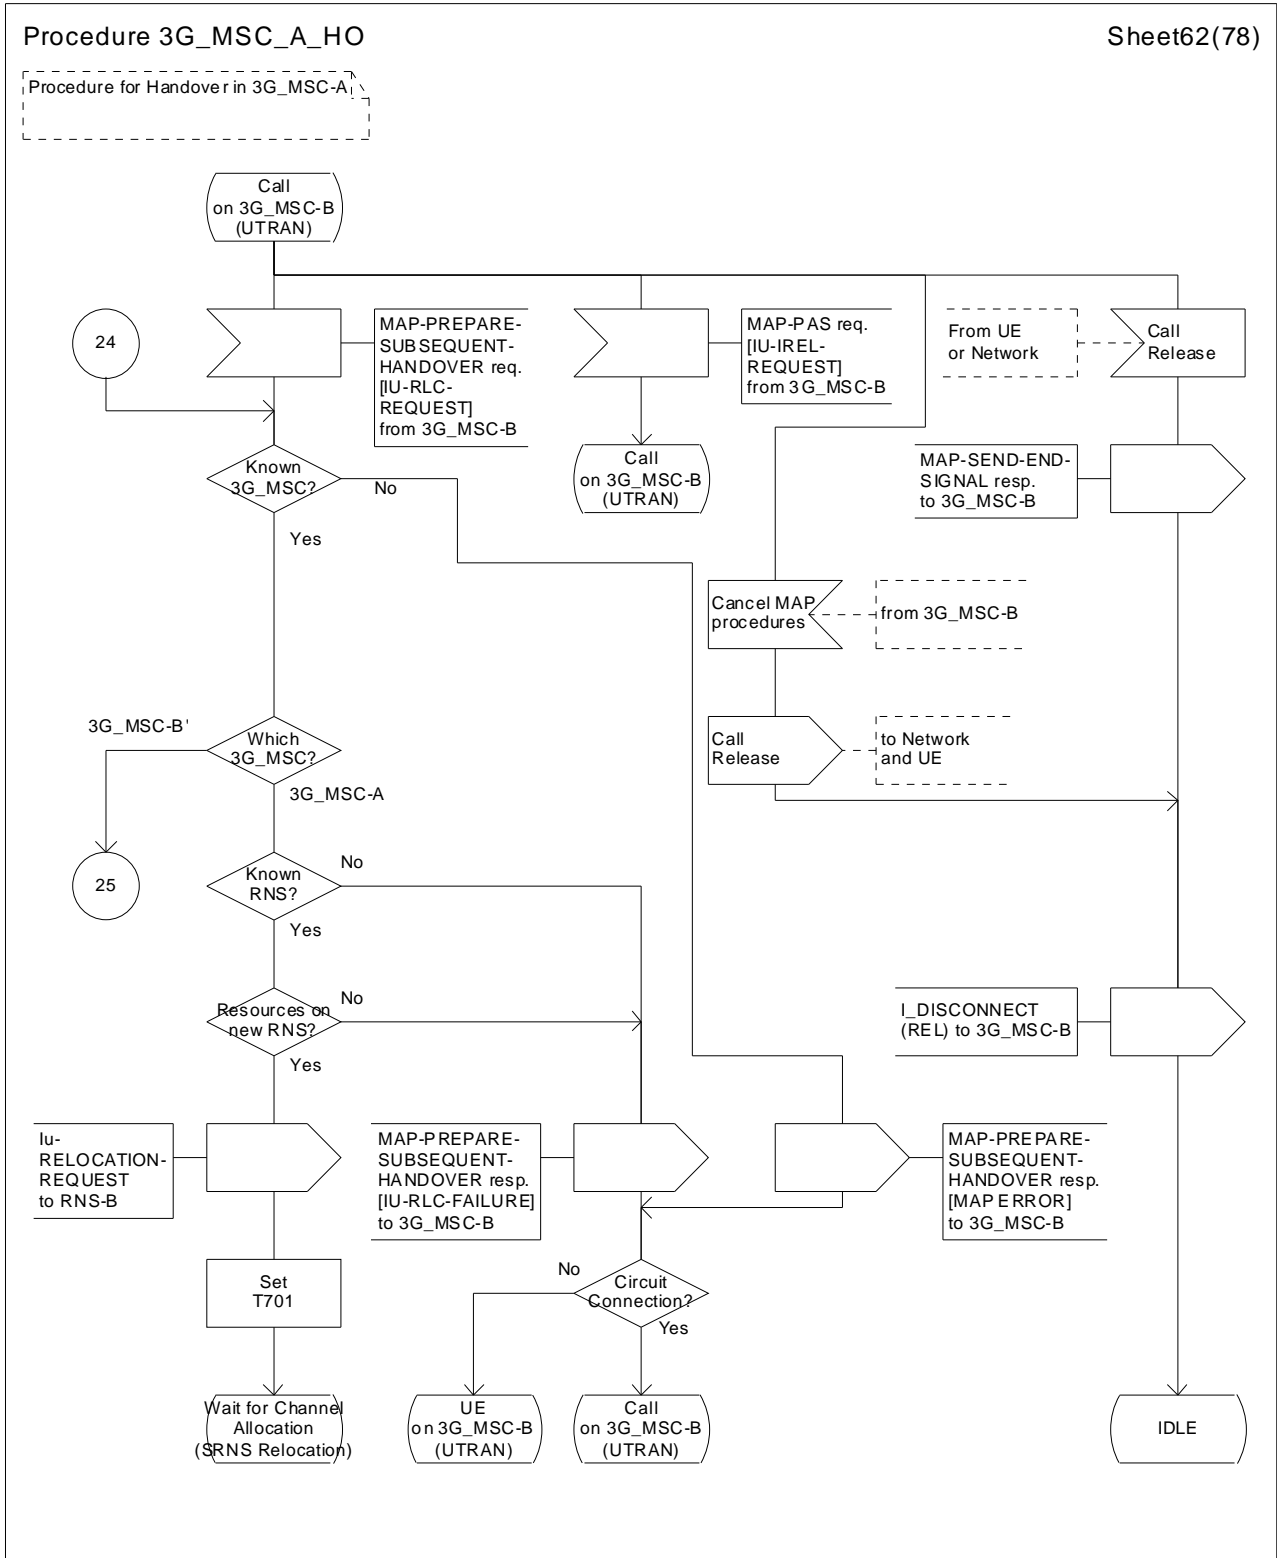 Procedure 3G_MSC_A_HO
Sheet62(78)
Procedure for Handover in 3G_MSC-A
Call
on 3G_MSC-B
(UTRAN)
24
MAP-PREPARE-
SUBSEQUENT-
HANDOVER req.
[IU-RLC-
REQUEST]
from 3G_MSC-B
MAP-PAS req.
[IU-IREL-
REQUEST]
from 3G_MSC-B
From UE
or Network
Call
Release
Known
3G_MSC?
No
Yes
Call
on 3G_MSC-B
(UTRAN)
MAP-SEND-END-
SIGNAL resp.
to 3G_MSC-B
Cancel MAP
procedures
from 3G_MSC-B
3G_MSC-B'
Which
3G_MSC?
3G_MSC-A
Call
Release
to Network
and UE
25
Known
RNS?
No
Yes
Resources on
new RNS?
No
Yes
I_DISCONNECT
(REL) to 3G_MSC-B
Iu-
RELOCATION-
REQUEST
to RNS-B
MAP-PREPARE-
SUBSEQUENT-
HANDOVER resp.
[IU-RLC-FAILURE]
to 3G_MSC-B
MAP-PREPARE-
SUBSEQUENT-
HANDOVER resp.
[MAP ERROR]
to 3G_MSC-B
Set
T701
No
Circuit
Connection?
Yes
Wait for Channel
Allocation
(SRNS Relocation)
UE
on 3G_MSC-B
(UTRAN)
Call
on 3G_MSC-B
(UTRAN)
IDLE